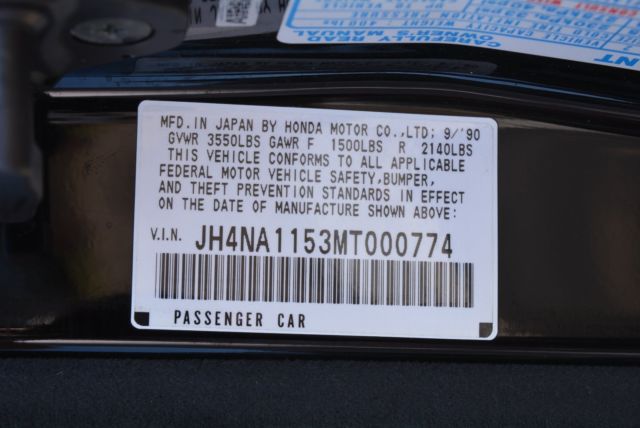 MFD.IN JAPAN BY HONDA MOTOR CO.,LTD: 9/'90
GVWR 3550LBS GAWR F 1500LBS R 2140LBS
THIS VEHICLE CONFORMS TO ALL APPLICABLE
FEDERAL MOTOR VEHICLE SAFETY,BUMPER,
AND THEFT PREVENTION STANDARDS IN EFFECT
ON THE DATE OF MANUFACTURE SHOWN ABOVE:
V.I.N. JH4NA1153MT000774
PASSENGER CAR
OWNER'S MANUAL